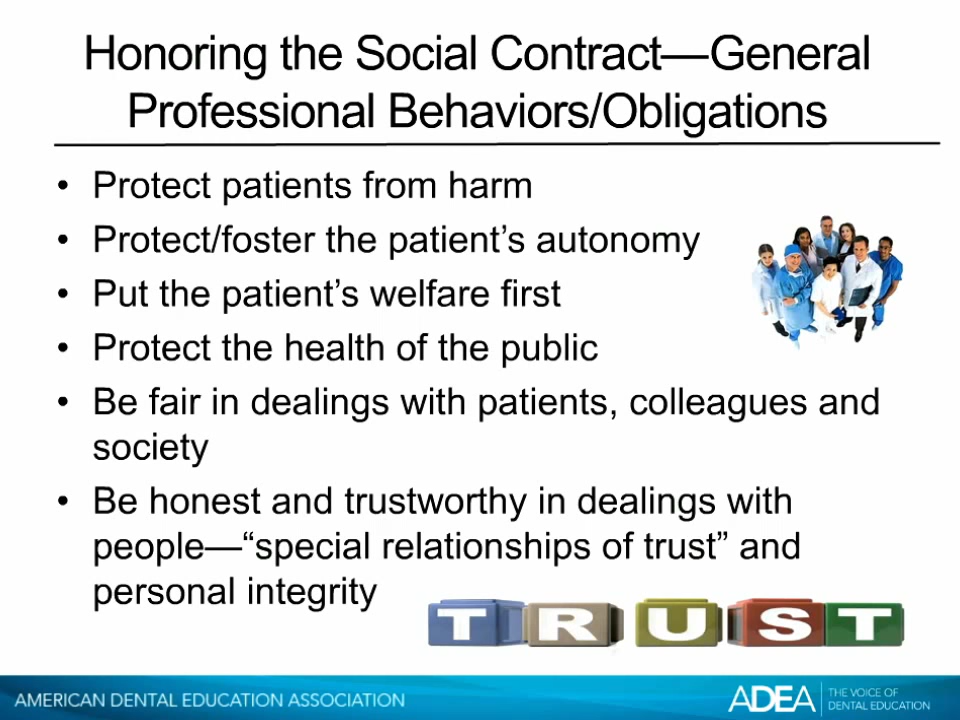 Honoring the Social Contract—General
Professional Behaviors/Obligations
• Protect patients from harm
• Protect/foster the patient’s autonomy
• Put the patient’s welfare first
• Protect the health of the public
• Be fair in dealings with patients, colleagues and
society
• Be honest and trustworthy in dealings with
people—“special relationships of trust” and
personal integrity
TRUST
AMERICAN DENTAL EDUCATION ASSOCIATION
ADEA
THE VOICE OF
DENTAL EDUCATION